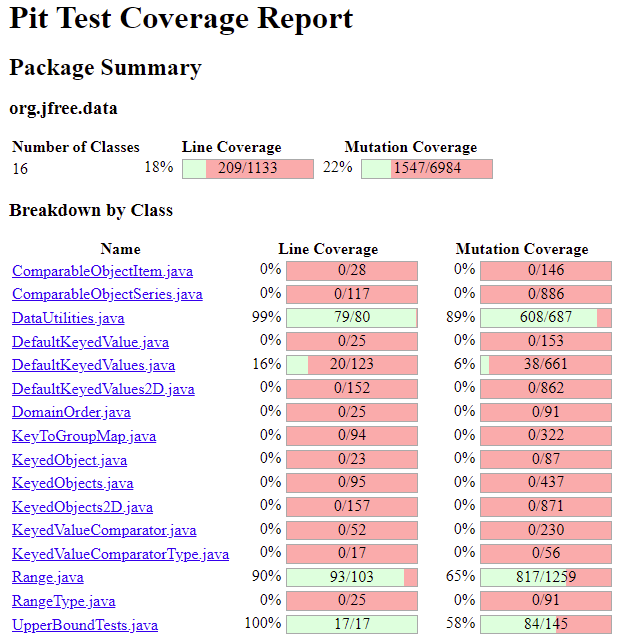 Pit Test Coverage Report
Package Summary
org.jfree.data
Number of Classes Line Coverage Mutation Coverage
16 18% 209/1133 22% 1547/6984
Breakdown by Class
Name Line Coverage Mutation Coverage
ComparableObjectItem.java 0% 0/28 0% 0/146
ComparableObjectSeries.java 0% 0/117 0% 0/886
DataUtilities.java 99% 79/80 89% 608/687
DefaultKeyedValue.java 0% 0/25 0% 0/153
DefaultKeyedValues.java 16% 20/123 6% 38/661
DefaultKeyedValues2D.java 0% 0/152 0% 0/862
DomainOrder.java 0% 0/25 0% 0/91
KeyToGroupMap.java 0% 0/94 0% 0/322
KeyedObject.java 0% 0/23 0% 0/87
KeyedObjects.java 0% 0/95 0% 0/437
KeyedObjects2D.java 0% 0/157 0% 0/871
KeyedValueComparator.java 0% 0/52 0% 0/230
KeyedValueComparatorType.java 0% 0/17 0% 0/56
Range.java 90% 93/103 65% 817/1259
RangeType.java 0% 0/25 0% 0/91
UpperBoundTests.java 100% 17/17 58% 84/145